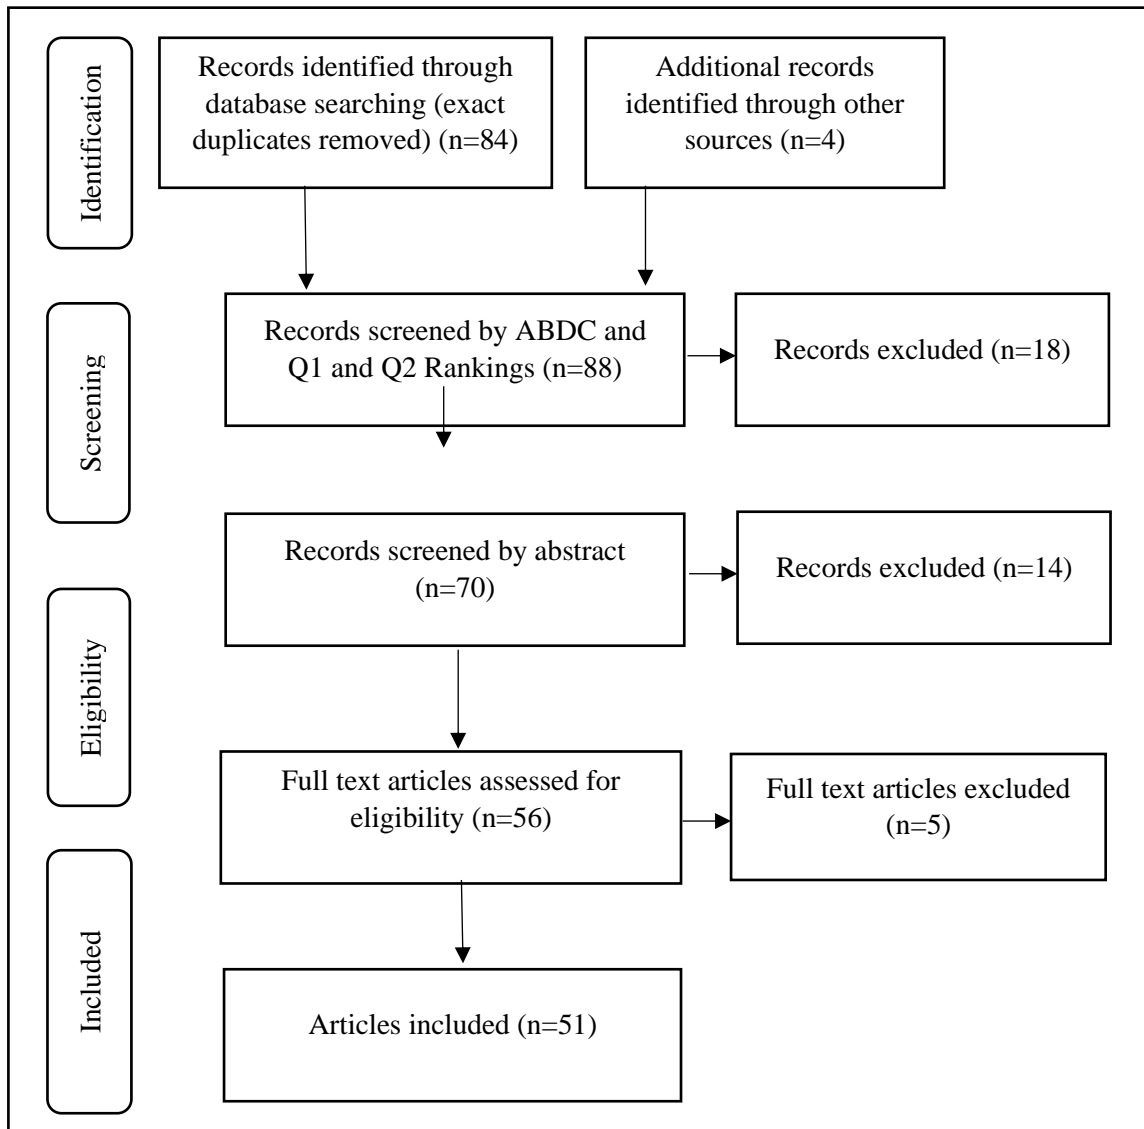 Identification
Records identified through
database searching (exact
duplicates removed) (n=84)
Additional records
identified through other
sources (n=4)
Screening
Records screened by ABDC and
Q1 and Q2 Rankings (n=88)
Records excluded (n=18)
Records screened by abstract
(n=70)
Records excluded (n=14)
Eligibility
Full text articles assessed for
eligibility (n=56)
Full text articles excluded
(n=5)
Included
Articles included (n=51)